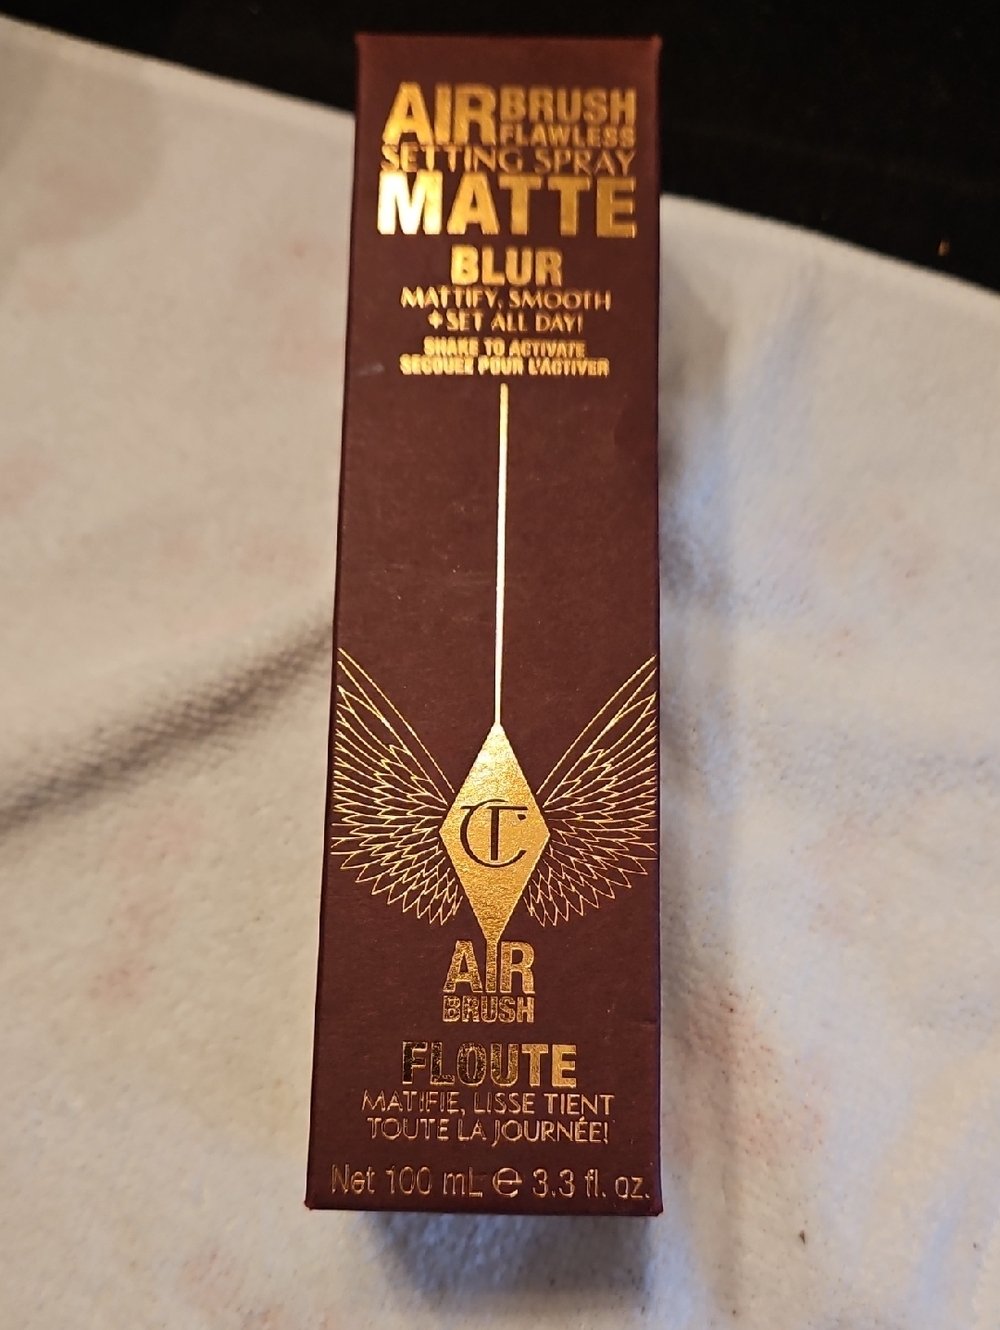 AIRBRUSH
FLAWLESS
SETTING SPRAY
MATTE
BLUR
MATTIFY, SMOOTH
+ SET ALL DAY!
SHAKE TO ACTIVATE
SECOUEZ POUR L'ACTIVER
CT
AIR
BRUSH
FLOUTE
MATIFIE, LISSE TIENT
TOUTE LA JOURNÉE!
Net 100 mL ℮ 3.3 fl. oz.